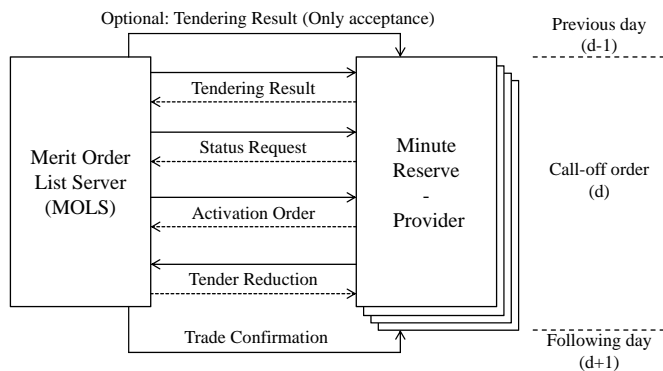 Optional: Tendering Result (Only acceptance)
Previous day
(d-1)
Tendering Result
Status Request
Activation Order
Tender Reduction
Trade Confirmation
Merit Order
List Server
(MOLS)
Minute
Reserve
-
Provider
Call-off order
(d)
Following day
(d+1)